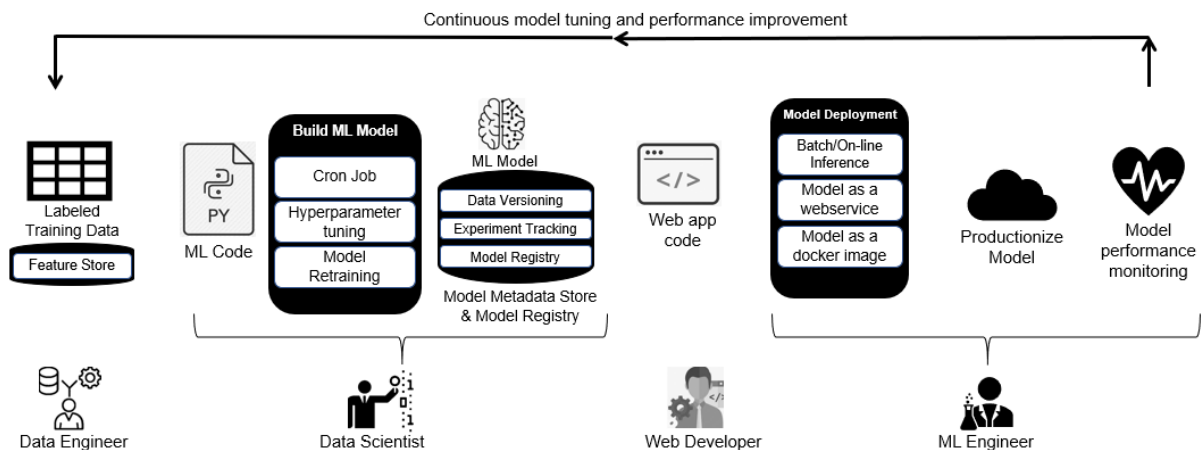 Continuous model tuning and performance improvement
Labeled
Training Data
Feature Store
PY
ML Code
Build ML Model
Cron Job
Hyperparameter
tuning
Model
Retraining
ML Model
Data Versioning
Experiment Tracking
Model Registry
Model Metadata Store
& Model Registry
</>
Web app
code
Model Deployment
Batch/On-line
Inference
Model as a
webservice
Model as a
docker image
Productionize
Model
Model
performance
monitoring
Data Engineer
Data Scientist
</>
Web Developer
ML Engineer